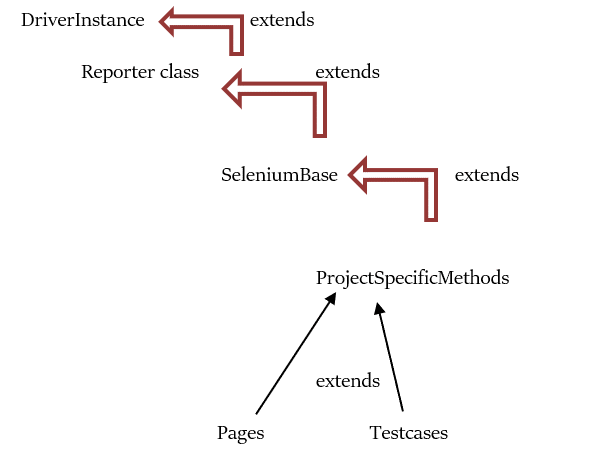 DriverInstance extends
Reporter class extends
SeleniumBase extends
ProjectSpecificMethods
extends
Pages Testcases